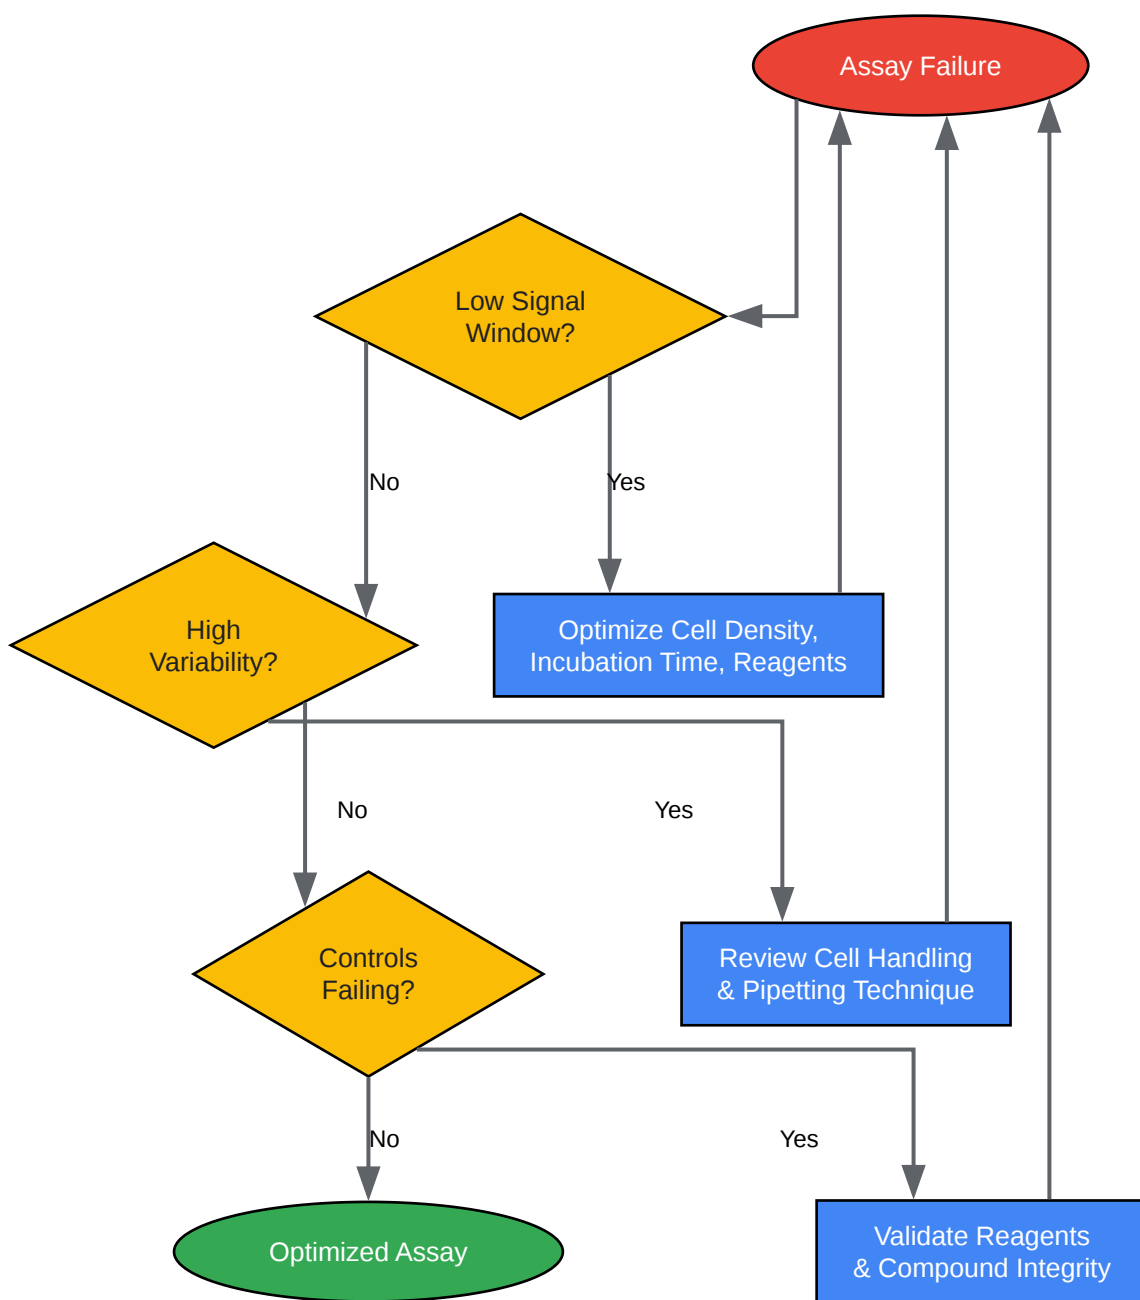 Assay Failure
Low Signal
Window?
No
Yes
High
Variability?
Optimize Cell Density,
Incubation Time, Reagents
No
Yes
Controls
Failing?
Review Cell Handling
& Pipetting Technique
No
Yes
Optimized Assay
Validate Reagents
& Compound Integrity